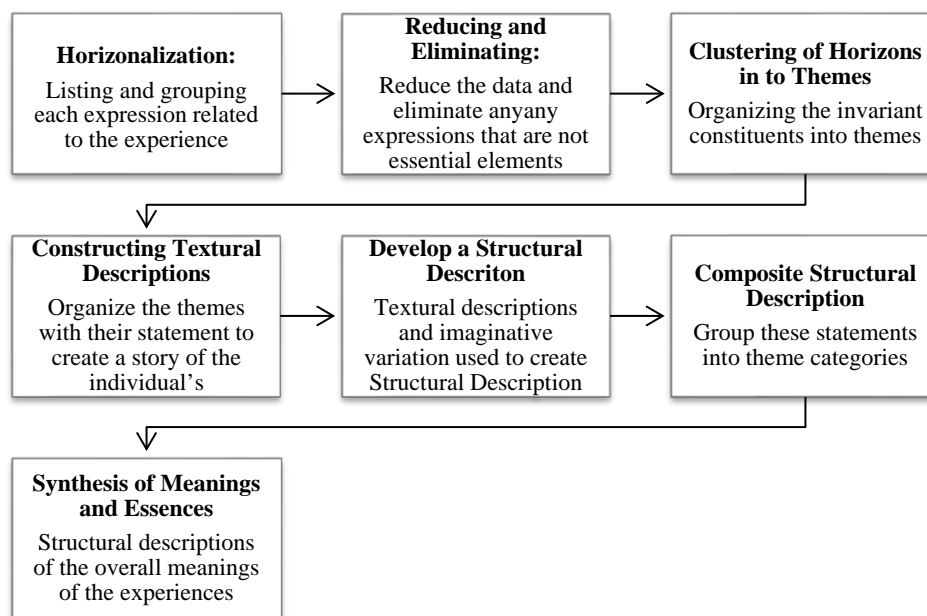 Horizonalization:
Listing and grouping
each expression related
to the experience
Reducing and
Eliminating:
Reduce the data and
eliminate anyany
expressions that are not
essential elements
Clustering of Horizons
in to Themes
Organizing the invariant
constituents into themes
Constructing Textural
Descriptions
Organize the themes
with their statement to
create a story of the
individual’s
Develop a Structural
Descriton
Textural descriptions
and imaginative
variation used to create
Structural Description
Composite Structural
Description
Group these statements
into theme categories
Synthesis of Meanings
and Essences
Structural descriptions
of the overall meanings
of the experiences